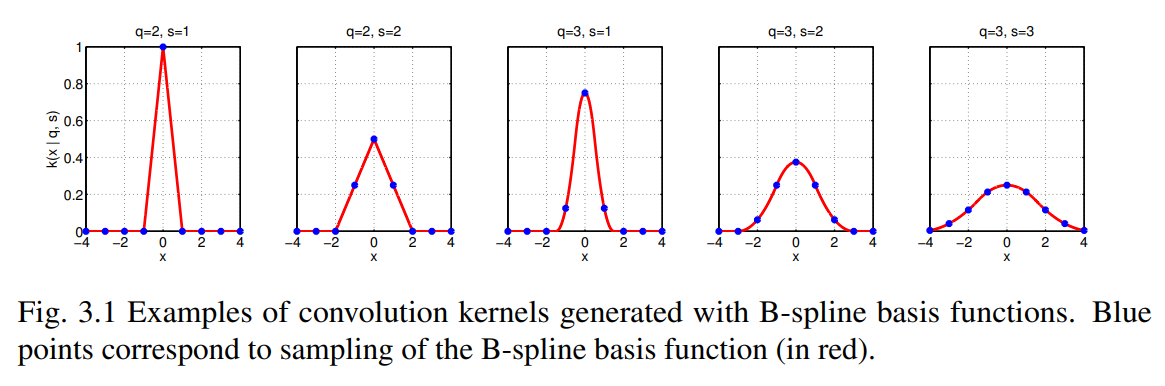 q=2, s=1 q=2, s=2 q=3, s=1 q=3, s=2 q=3, s=3
1
0.8
0.6
0.4
0.2
0
k(x | q, s)
−4 −2 0 2 4 −4 −2 0 2 4 −4 −2 0 2 4 −4 −2 0 2 4 −4 −2 0 2 4
x x x x x
Fig. 3.1 Examples of convolution kernels generated with B-spline basis functions. Blue
points correspond to sampling of the B-spline basis function (in red).